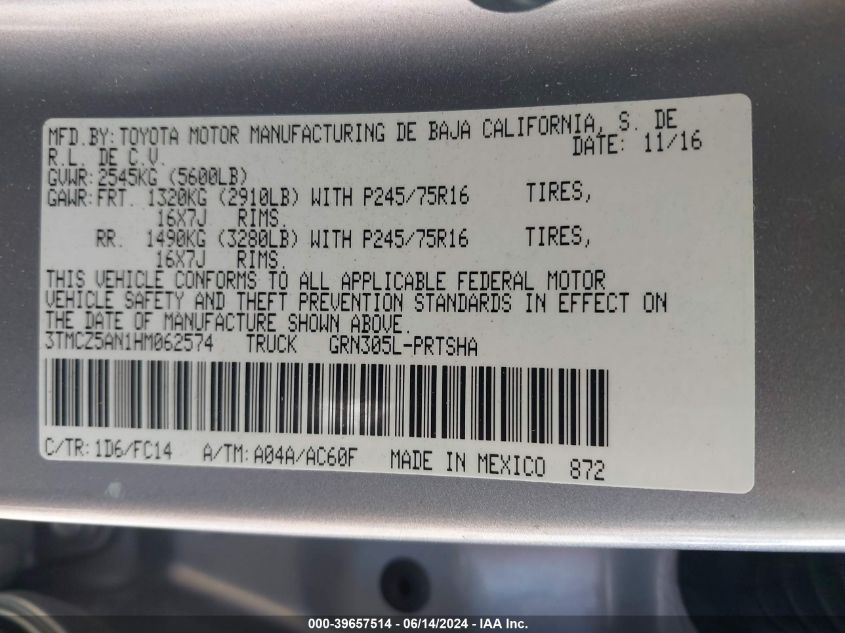 MFD.BY:TOYOTA MOTOR MANUFACTURING DE BAJA CALIFORNIA, S. DE
R.L. DE C.V. DATE: 11/16
GVWR:2545KG (5600LB)
GAWR:FRT. 1320KG (2910LB) WITH P245/75R16 TIRES,
16X7J RIMS.
RR. 1490KG (3280LB) WITH P245/75R16 TIRES,
16X7J RIMS.
THIS VEHICLE CONFORMS TO ALL APPLICABLE FEDERAL MOTOR
VEHICLE SAFETY AND THEFT PREVENTION STANDARDS IN EFFECT ON
THE DATE OF MANUFACTURE SHOWN ABOVE.
3TMCZ5AN1HM062574 TRUCK GRN305L-PRTSHA
C/TR:1D6/FC14 A/TM:A04A/AC60F MADE IN MEXICO 872
000-39657514 - 06/14/2024 - IAA Inc.